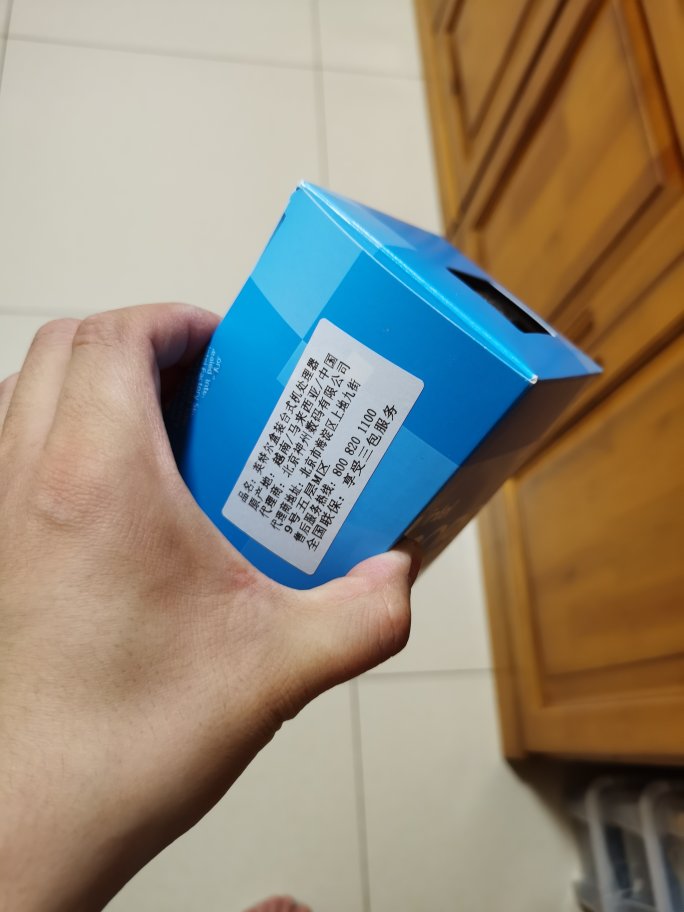 品名: 英特尔盒装台式机处理器
原产地: 越南/马来西亚/中国
代理商: 北京神州数码有限公司
代理商地址: 北京市海淀区上地九街
9号五层M区
售后服务热线: 800 820 1100
全国联保: 享受三包服务